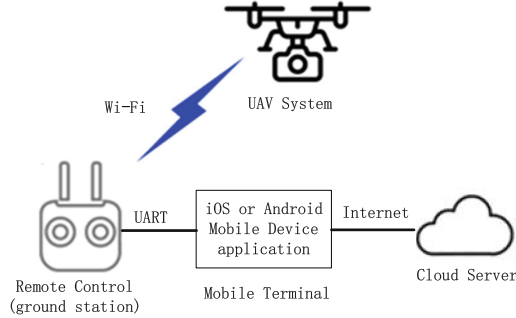 UAV System
Wi-Fi
UART
iOS or Android
Mobile Device
application
Internet
Remote Control
(ground station)
Mobile Terminal
Cloud Server